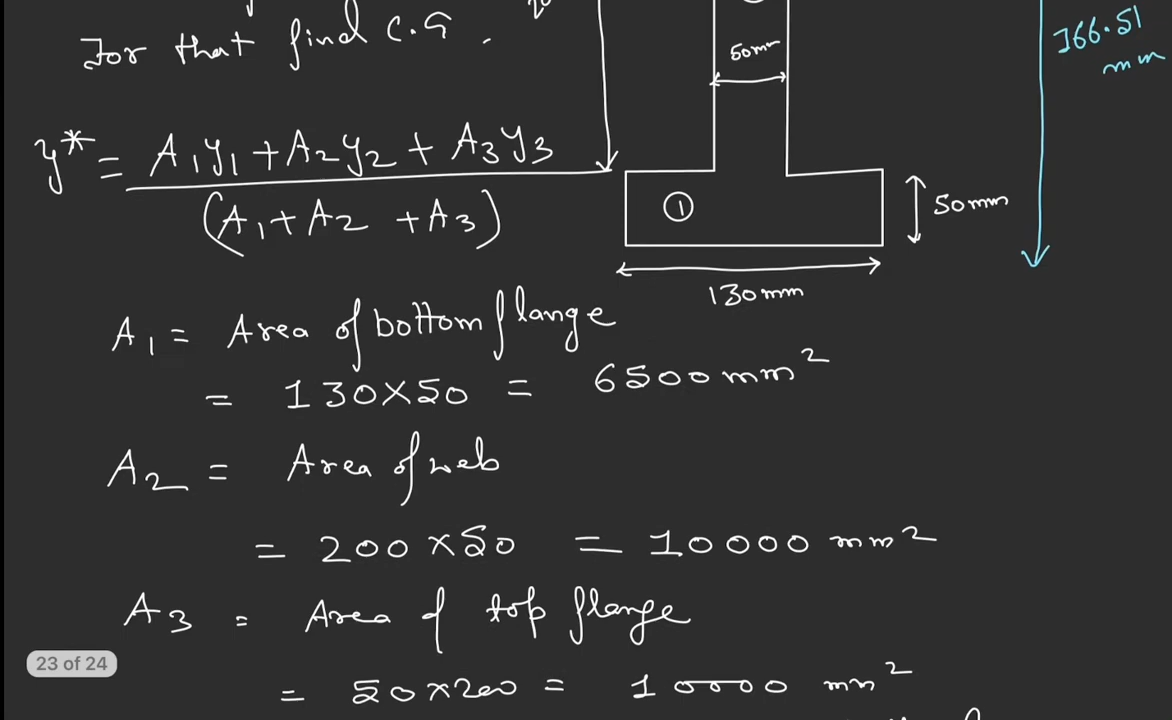 For that find C.G.
20
50mm
166.51
mm
y* = A1y1 + A2y2 + A3y3
(A1 + A2 + A3)
①
50mm
130mm
A1 = Area of bottom flange
= 130×50 = 6500 mm²
A2 = Area of web
= 200×50 = 10000 mm²
A3 = Area of top flange
23 of 24
= 50×200 = 10000 mm²